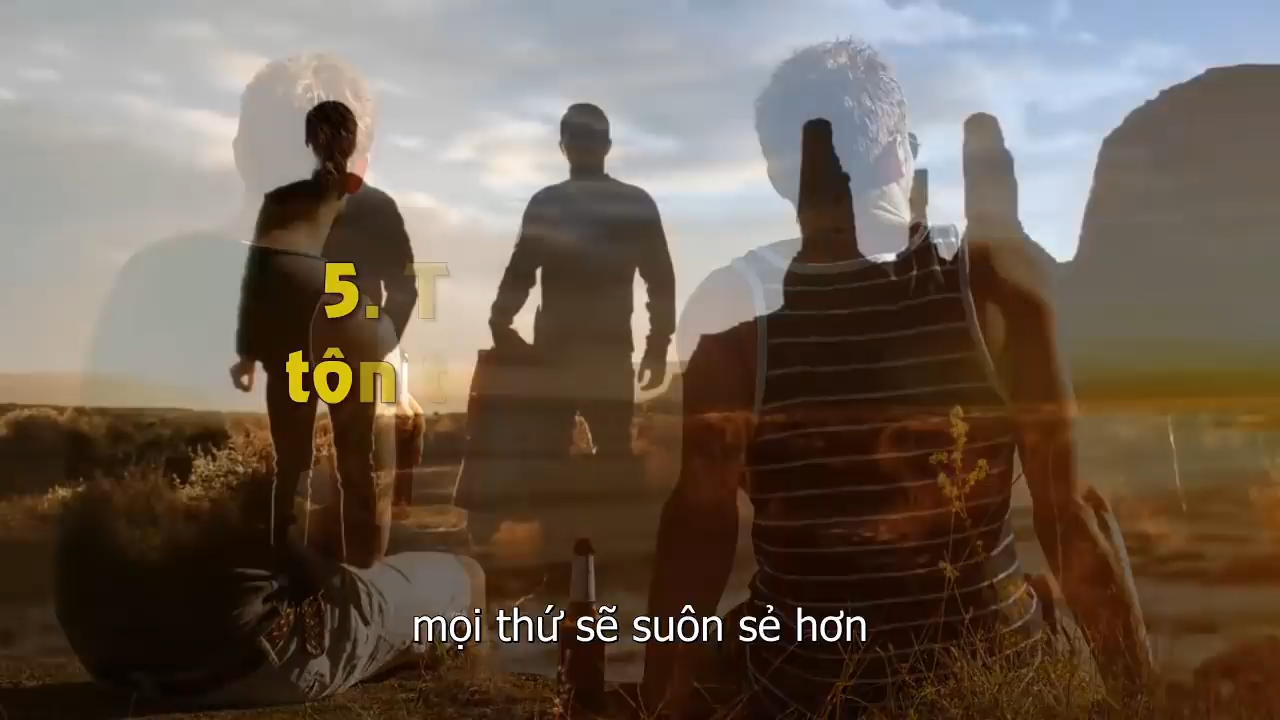 5. T
tôn
mọi thứ sẽ suôn sẻ hơn